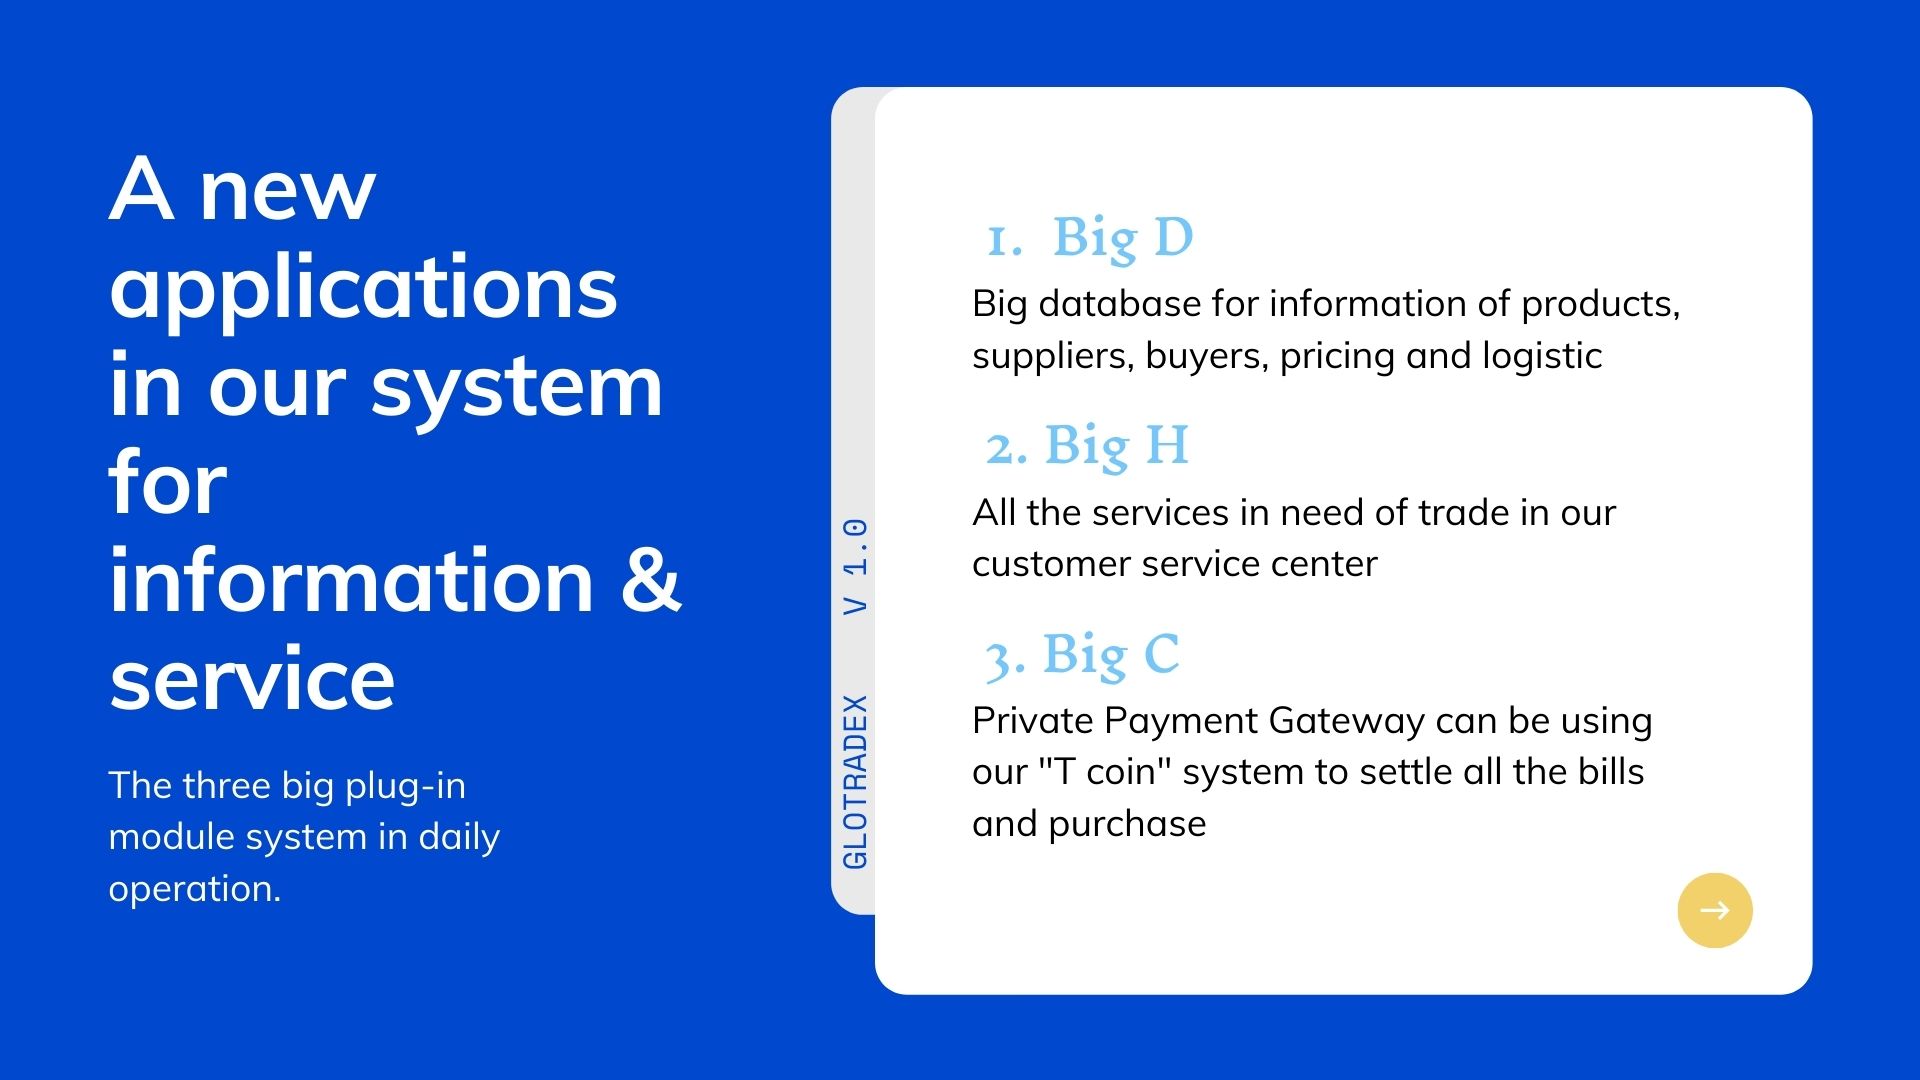 A new
applications
in our system
for
information &
service
The three big plug-in
module system in daily
operation.
GLOTRADEX V 1.0
1. Big D
Big database for information of products,
suppliers, buyers, pricing and logistic
2. Big H
All the services in need of trade in our
customer service center
3. Big C
Private Payment Gateway can be using
our "T coin" system to settle all the bills
and purchase